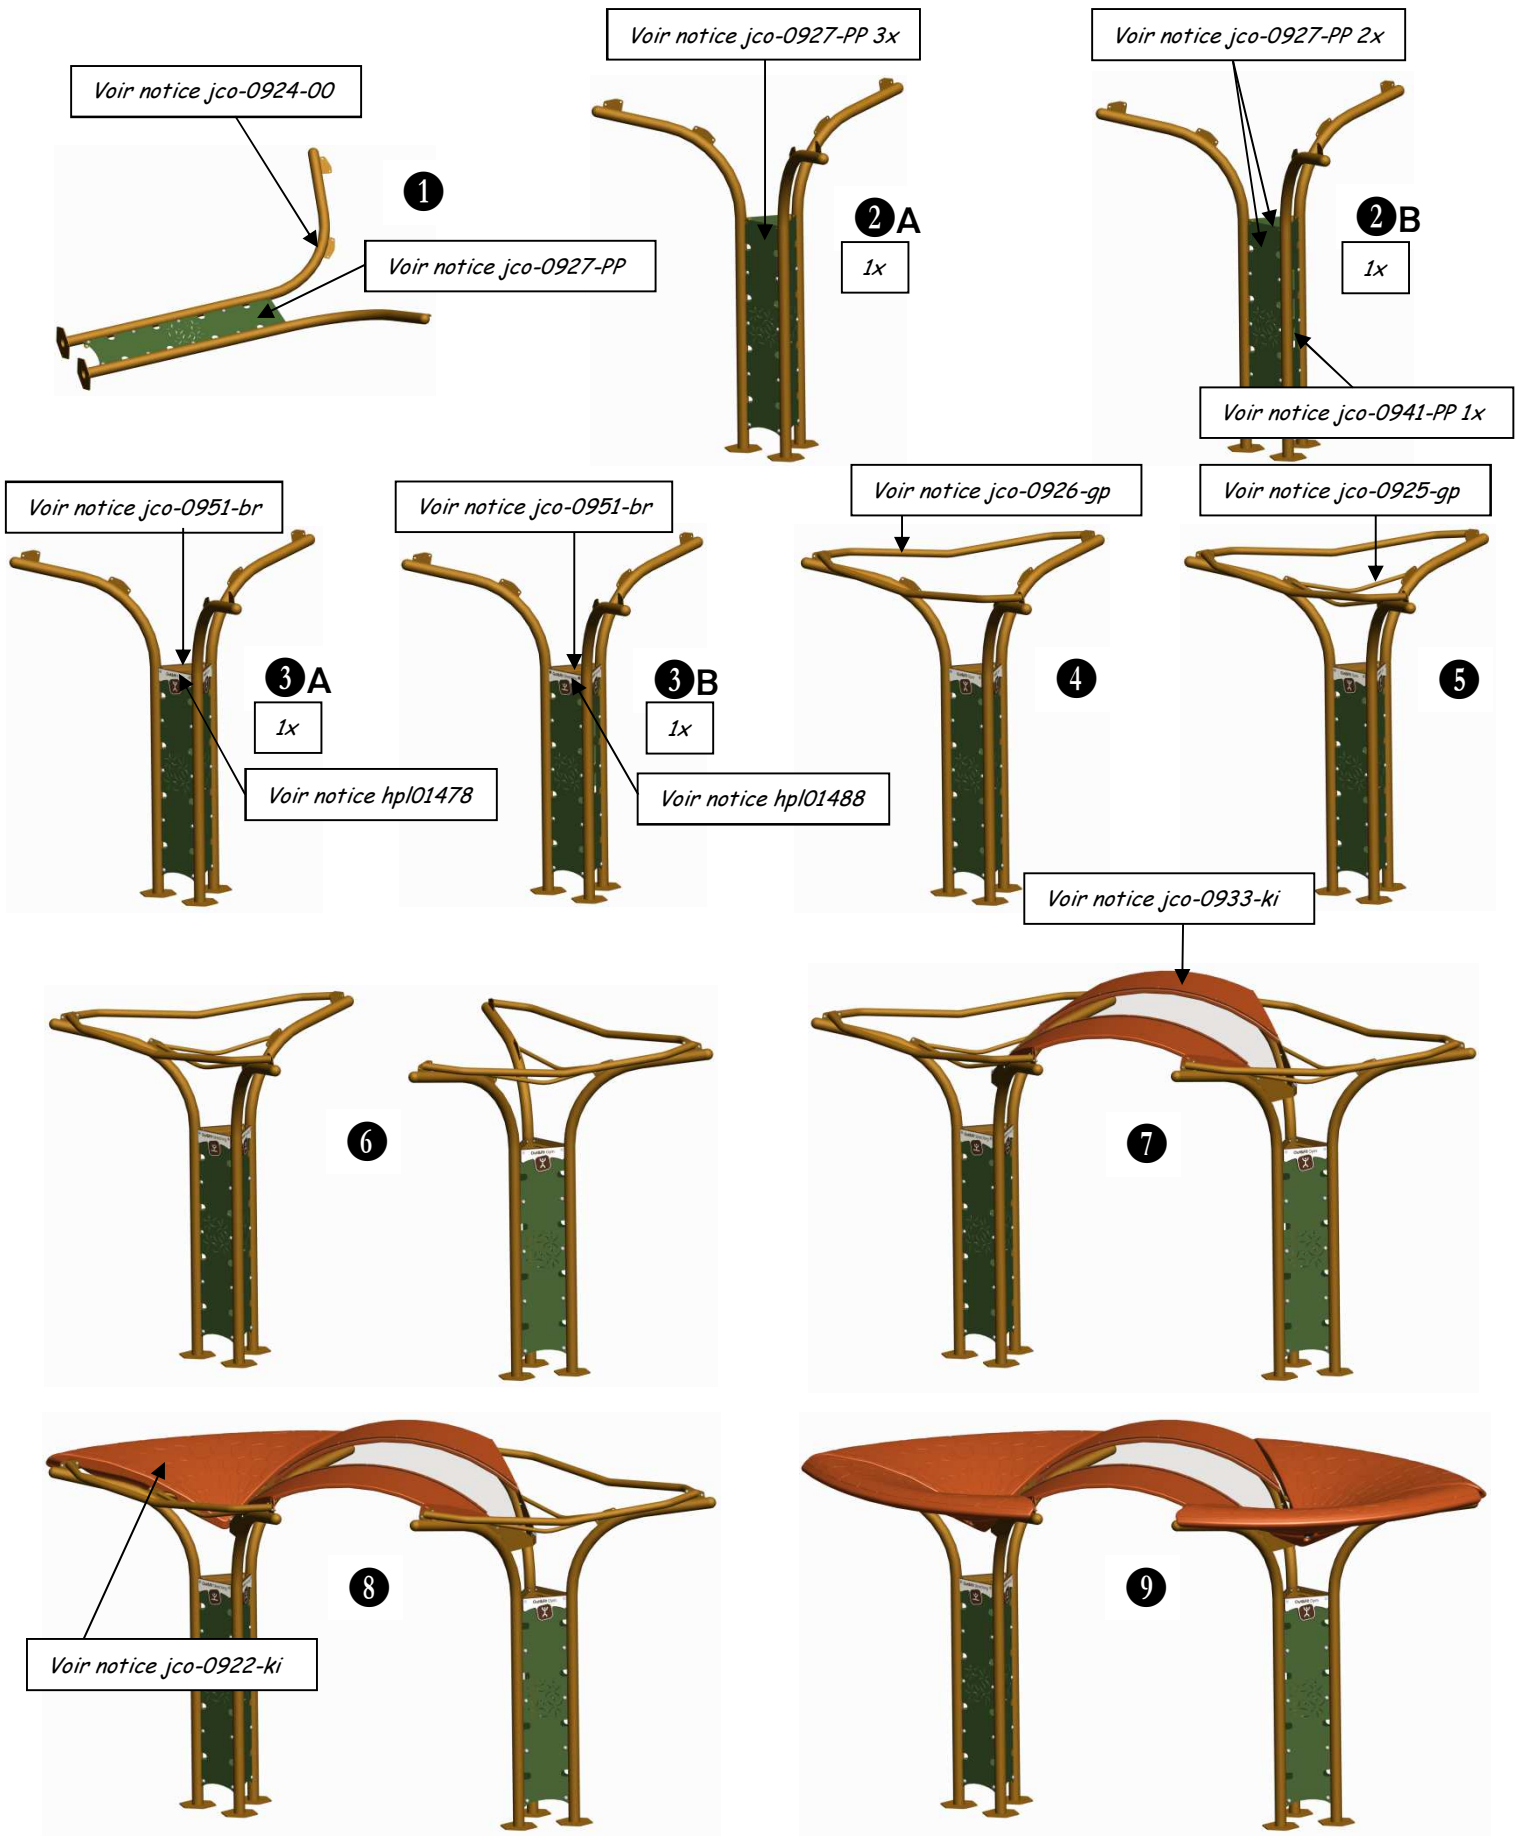 Voir notice jco-0927-PP 3x
Voir notice jco-0927-PP 2x
Voir notice jco-0924-00
1
Voir notice jco-0927-PP
2A
1x
2B
1x
Voir notice jco-0941-PP 1x
Voir notice jco-0951-br
Voir notice jco-0951-br
Voir notice jco-0926-gp
Voir notice jco-0925-gp
3A
1x
Voir notice hpl01478
3B
1x
Voir notice hpl01488
4
5
Voir notice jco-0933-ki
6
7
8
Voir notice jco-0922-ki
9